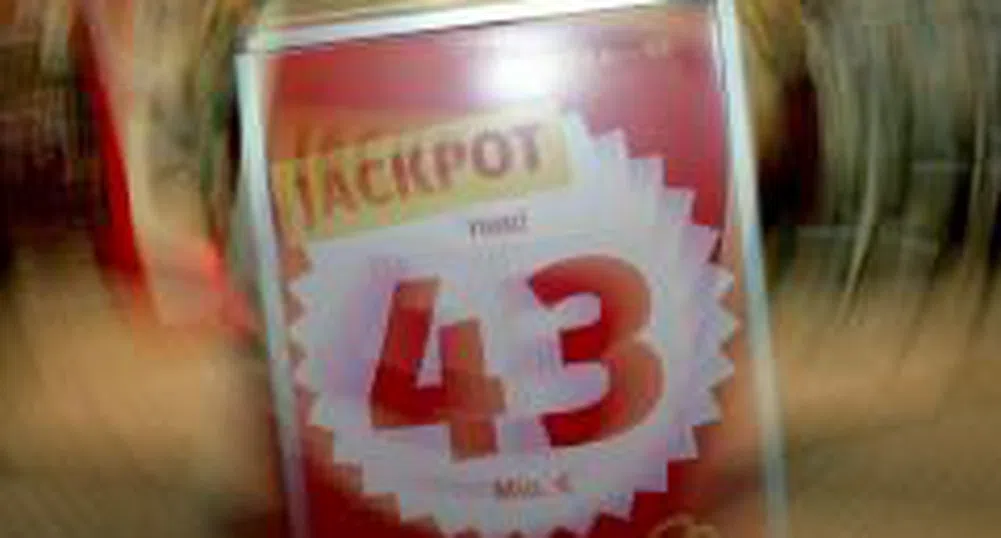 JACKPOT
rund
43
Mio. €